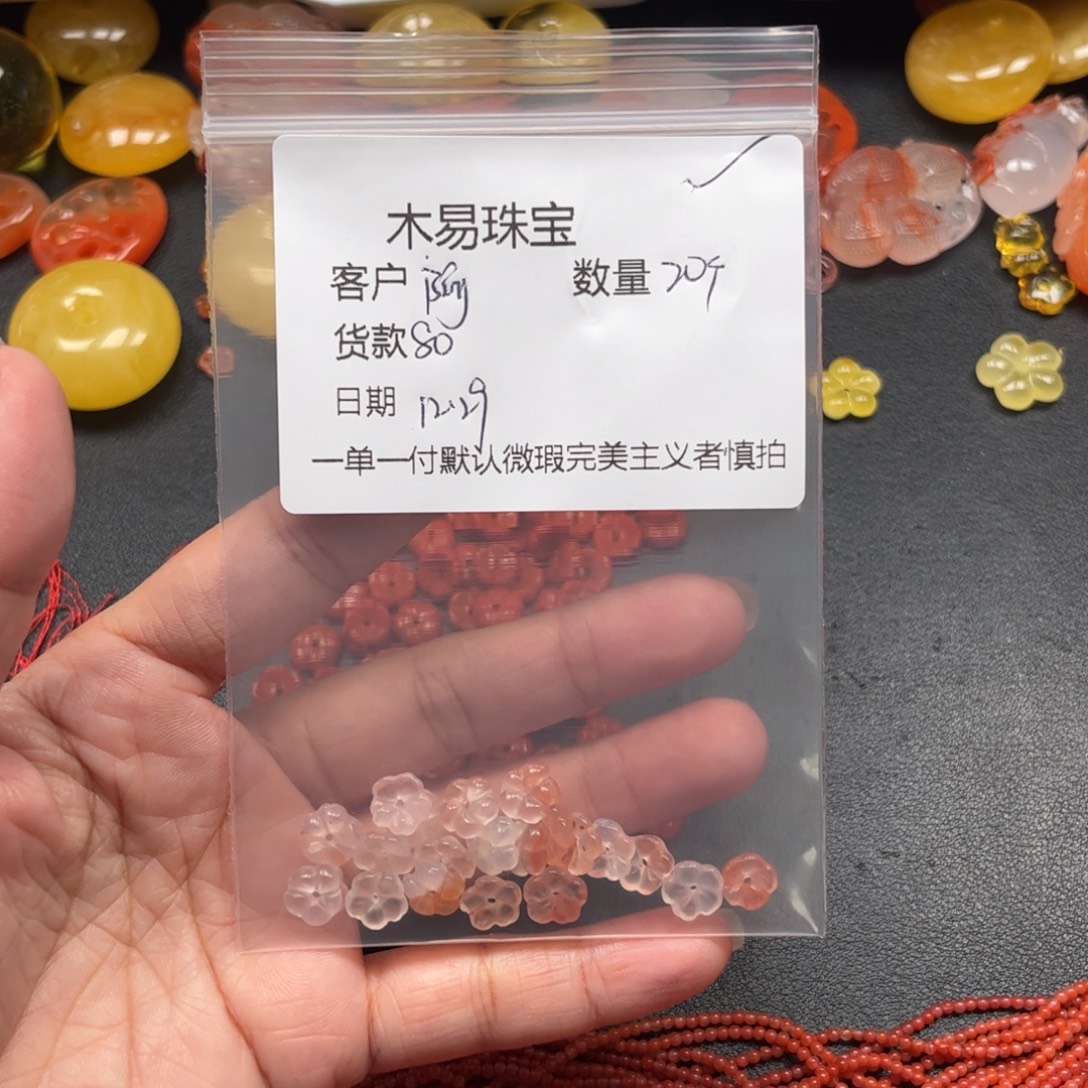 木易珠宝
客户 数量
货款80
日期 12.29
一单一付默认微瑕完美主义者慎拍